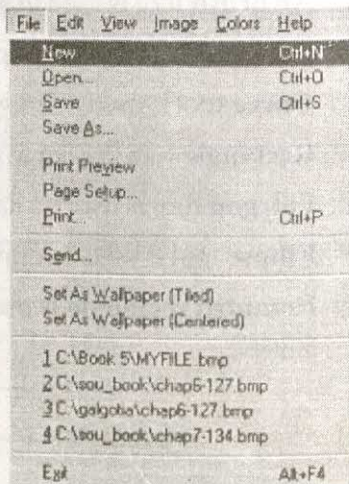 File Edit View Image Colors Help
New Ctrl+N
Open... Ctrl+O
Save Ctrl+S
Save As...
Print Preview
Page Setup...
Print... Ctrl+P
Send...
Set As Wallpaper (Tiled)
Set As Wallpaper (Centered)
1 C:\Book 5\MYFILE.bmp
2 C:\sou_book\chap6-127.bmp
3 C:\galgotia\chap6-127.bmp
4 C:\sou_book\chap7-134.bmp
Exit Alt+F4